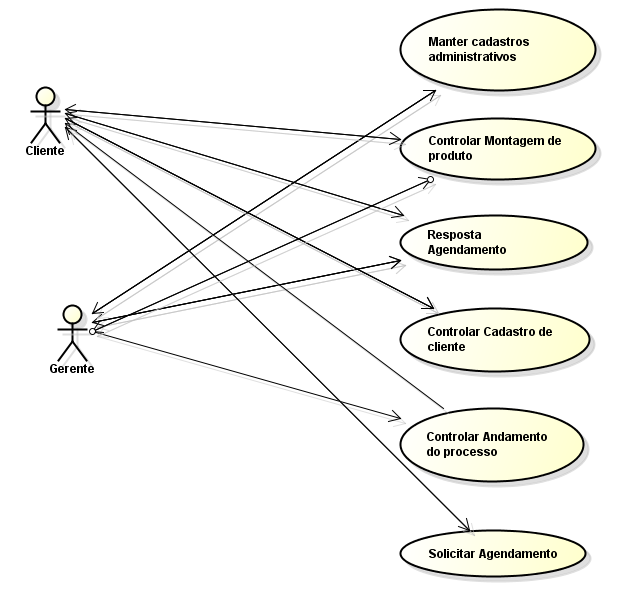 Manter cadastros
administrativos
Cliente
Controlar Montagem de
produto
Resposta
Agendamento
Gerente
Controlar Cadastro de
cliente
Controlar Andamento
do processo
Solicitar Agendamento